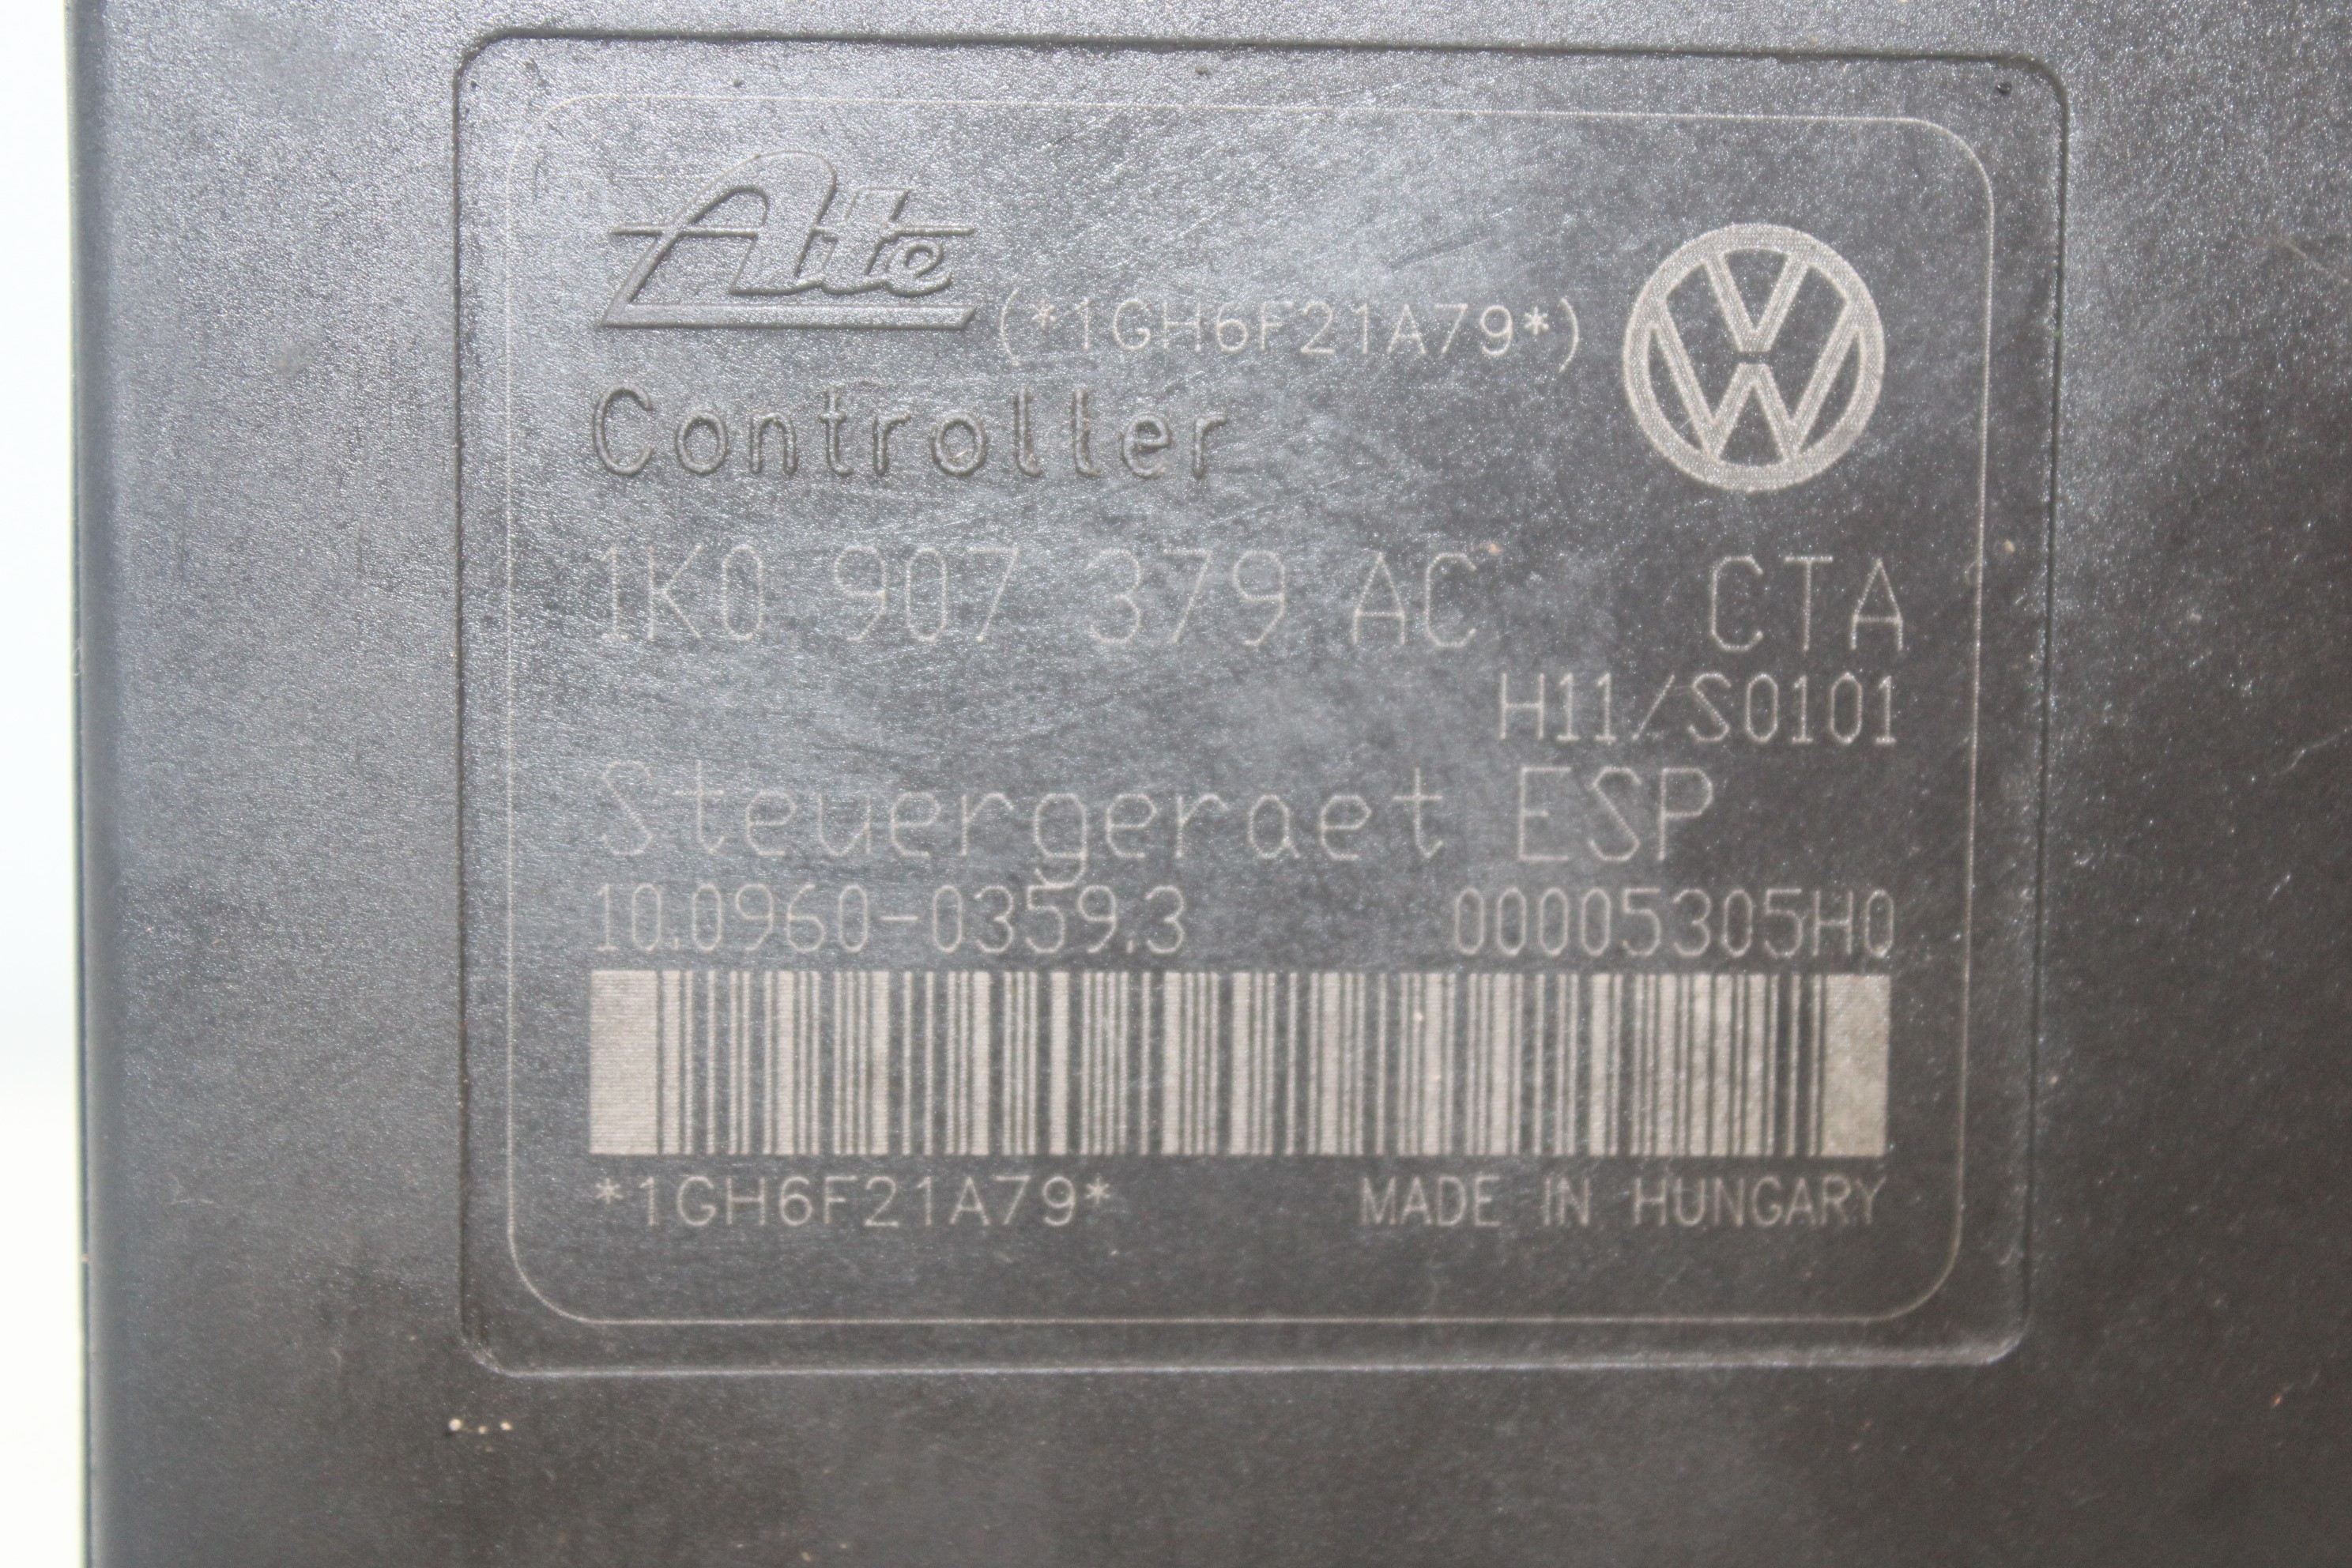 Ate
(*1GH6F21A79*)
Controller
1K0 907 379 AC CTA
H11/S0101
Steuergeraet ESP
10.0960-0359.3 00005305H0
*1GH6F21A79* MADE IN HUNGARY